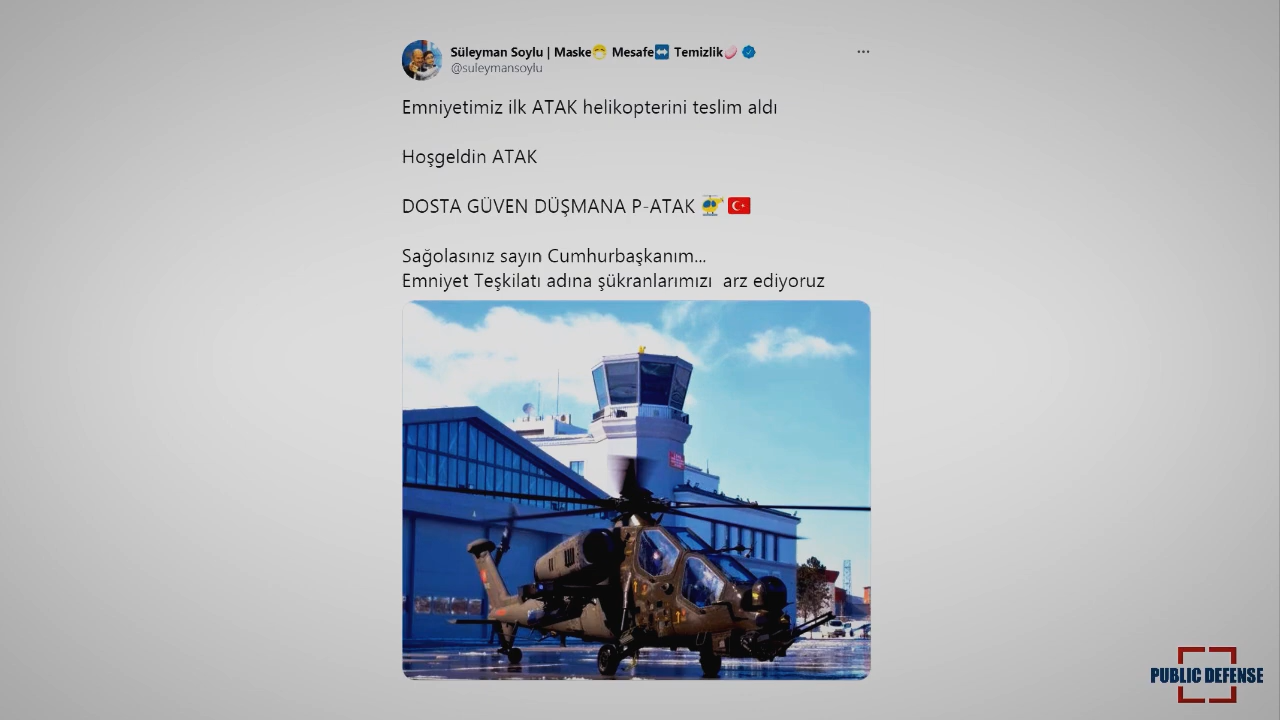 Süleyman Soylu | Maske😷 Mesafe↔️ Temizlik🧼
@suleymansoylu
Emniyetimiz ilk ATAK helikopterini teslim aldı
Hoşgeldin ATAK
DOSTA GÜVEN DÜŞMANA P-ATAK 🚁🇹🇷
Sağolasınız sayın Cumhurbaşkanım...
Emniyet Teşkilatı adına şükranlarımızı  arz ediyoruz
PUBLIC DEFENSE